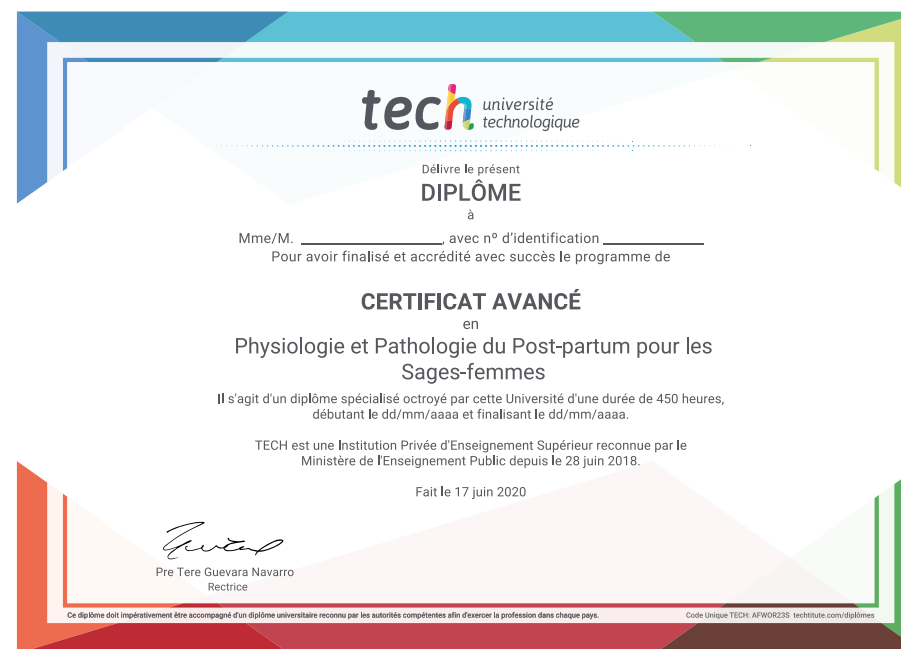 tech université
technologique
Délivre le présent
DIPLÔME
à
Mme/M. ____________________, avec nº d'identification ______________
Pour avoir finalisé et accrédité avec succès le programme de
CERTIFICAT AVANCÉ
en
Physiologie et Pathologie du Post-partum pour les
Sages-femmes
Il s'agit d'un diplôme spécialisé octroyé par cette Université d'une durée de 450 heures,
débutant le dd/mm/aaaa et finalisant le dd/mm/aaaa.
TECH est une Institution Privée d'Enseignement Supérieur reconnue par le
Ministère de l'Enseignement Public depuis le 28 juin 2018.
Fait le 17 juin 2020
Pre Tere Guevara Navarro
Rectrice
Ce diplôme doit impérativement être accompagné d'un diplôme universitaire reconnu par les autorités compétentes afin d'exercer la profession dans chaque pays.
Code Unique TECH: AFWOR23S techtitute.com/diplômes